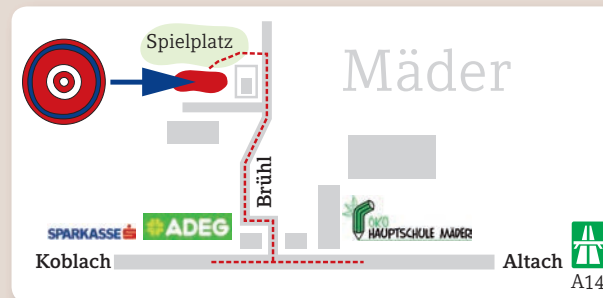 Spielplatz
Mäder
Brühl
SPARKASSE
ADEG
ÖKO
HAUPTSCHULE MÄDER
Koblach
Altach
A14